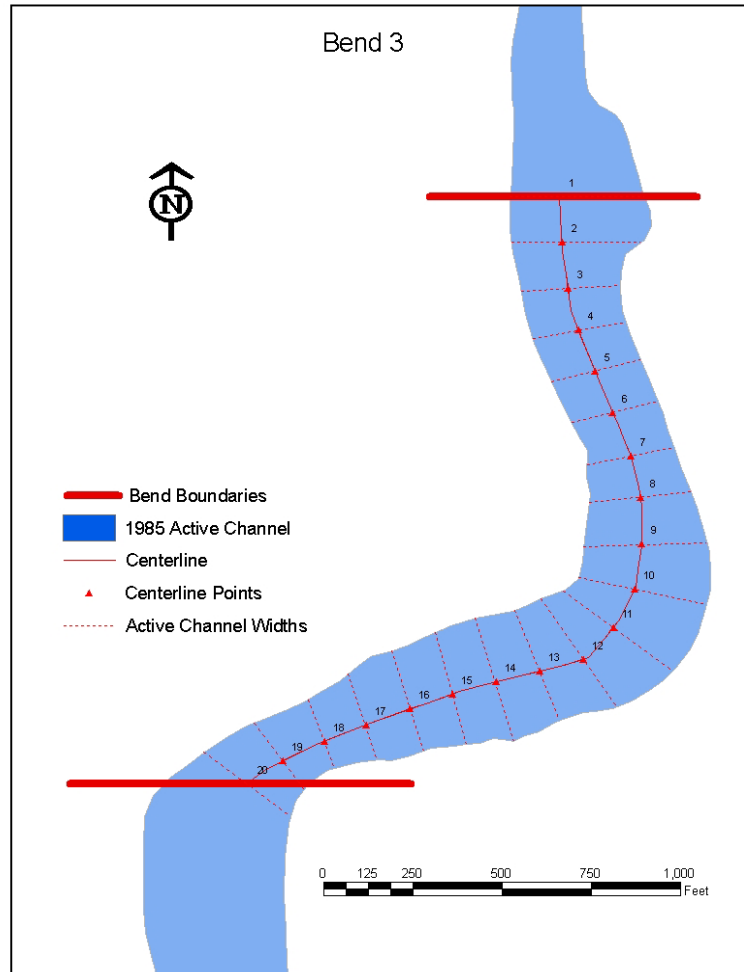 Bend 3
N
1
2
3
4
5
6
7
8
9
10
11
12
13
14
15
16
17
18
19
20
Bend Boundaries
1985 Active Channel
Centerline
Centerline Points
Active Channel Widths
0 125 250 500 750 1,000
Feet